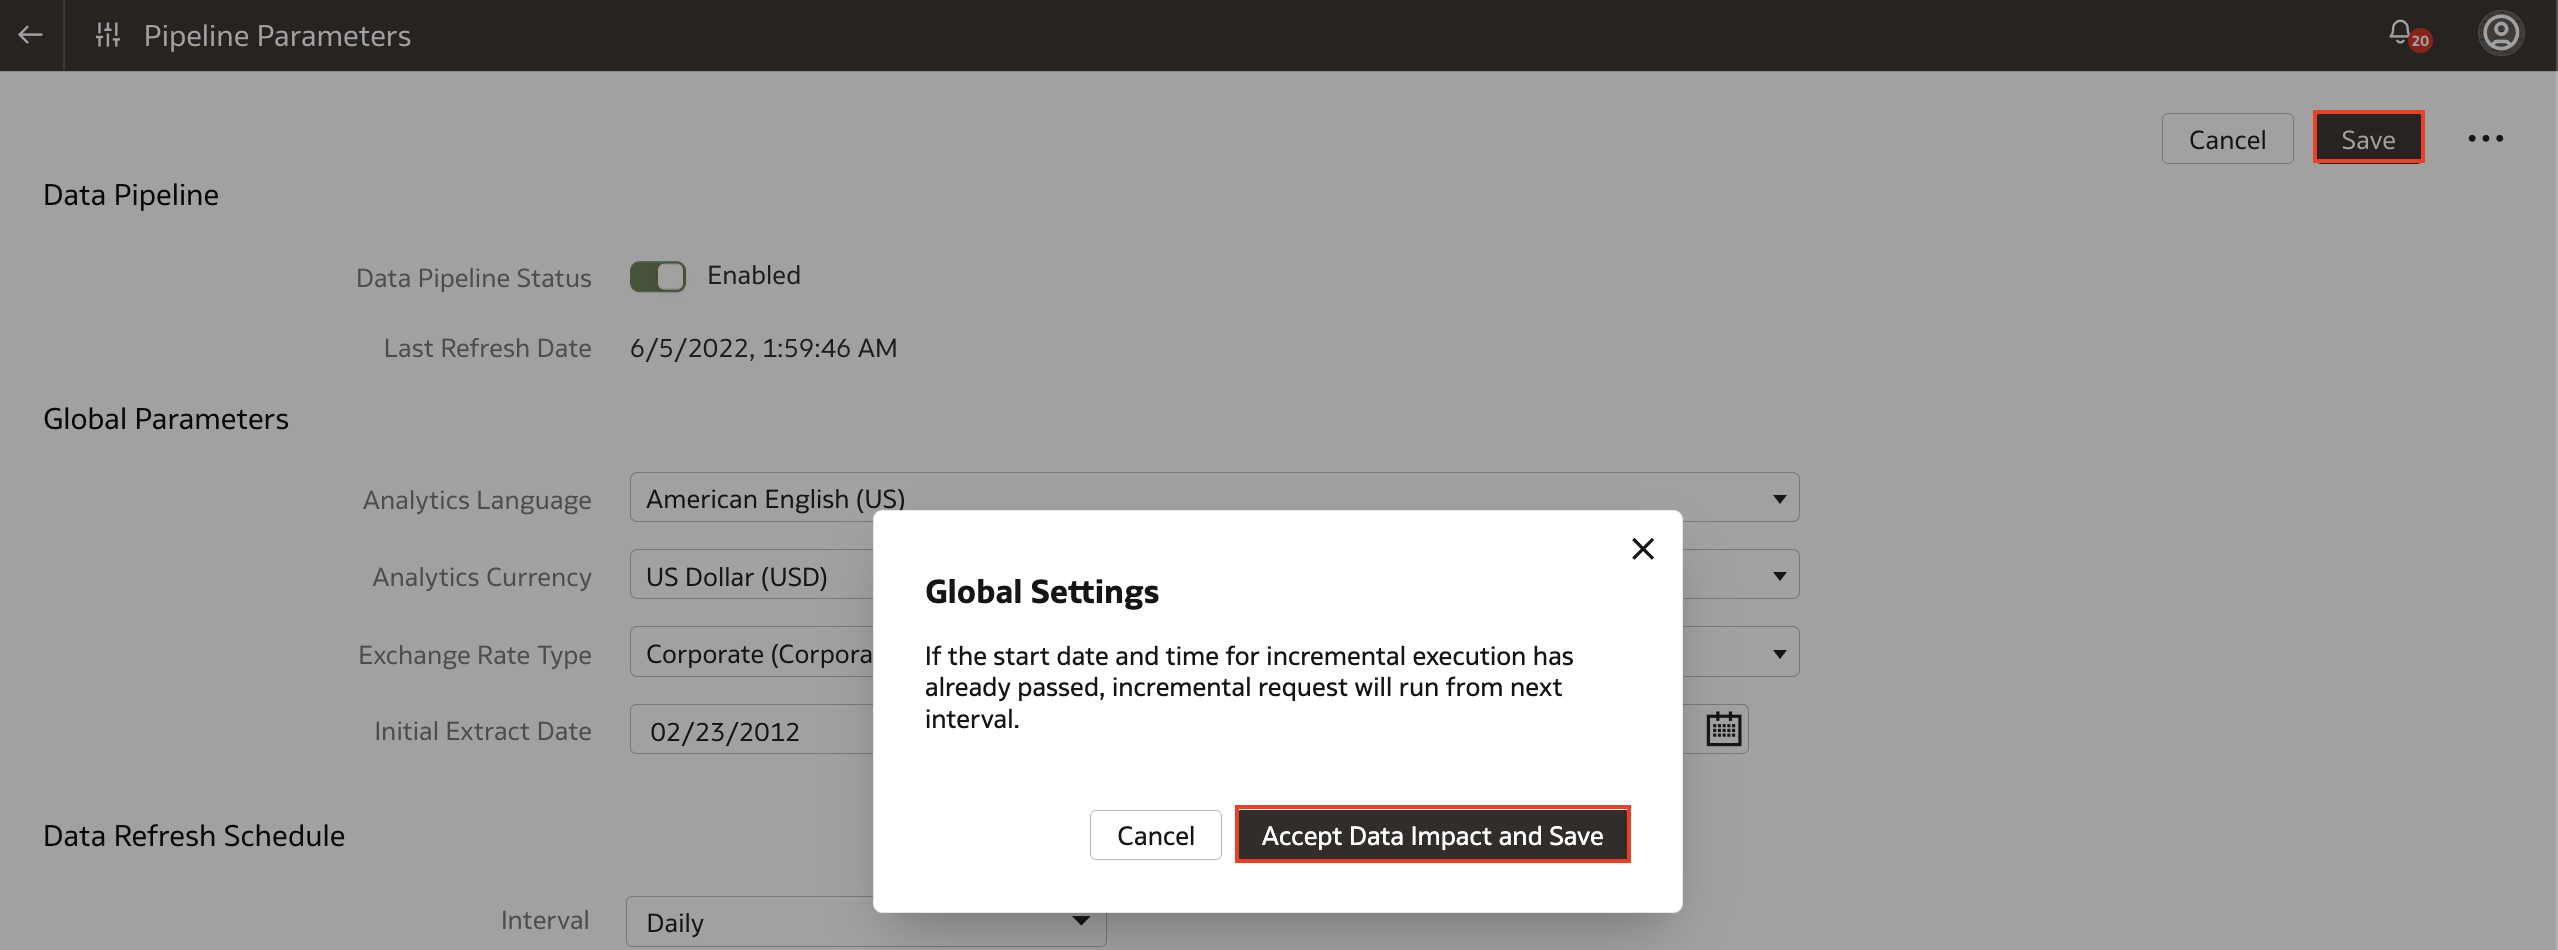 Pipeline Parameters
20
Cancel
Save
Data Pipeline
Data Pipeline Status
Enabled
Last Refresh Date
6/5/2022, 1:59:46 AM
Global Parameters
Analytics Language
American English (US)
Analytics Currency
US Dollar (USD)
Exchange Rate Type
Corporate (Corpora
Initial Extract Date
02/23/2012
Global Settings
If the start date and time for incremental execution has
already passed, incremental request will run from next
interval.
Cancel
Accept Data Impact and Save
Data Refresh Schedule
Interval
Daily